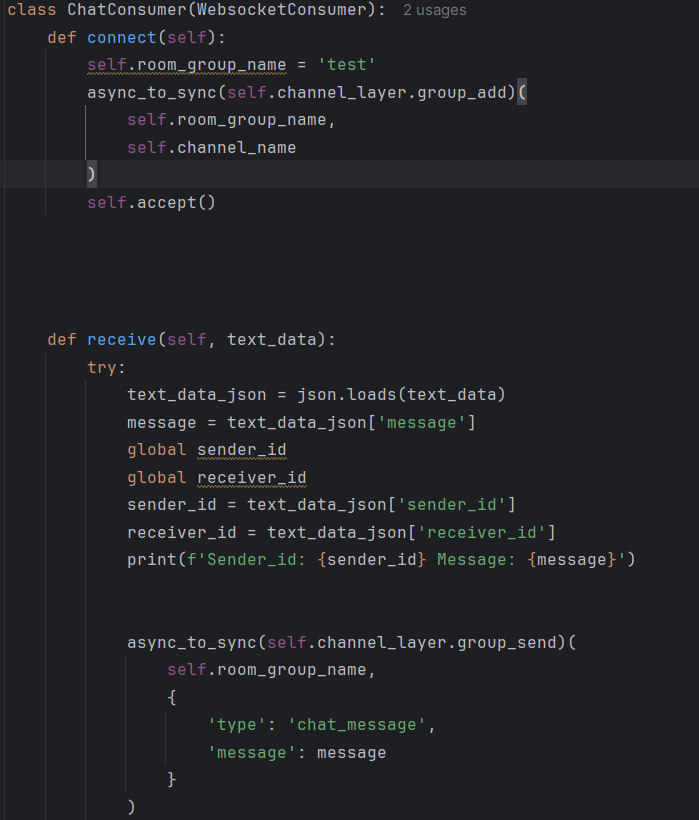 class ChatConsumer(WebsocketConsumer): 2 usages
def connect(self):
self.room_group_name = 'test'
async_to_sync(self.channel_layer.group_add)(
self.room_group_name,
self.channel_name
)
self.accept()
def receive(self, text_data):
try:
text_data_json = json.loads(text_data)
message = text_data_json['message']
global sender_id
global receiver_id
sender_id = text_data_json['sender_id']
receiver_id = text_data_json['receiver_id']
print(f'Sender_id: {sender_id} Message: {message}')
async_to_sync(self.channel_layer.group_send)(
self.room_group_name,
{
'type': 'chat_message',
'message': message
}
)